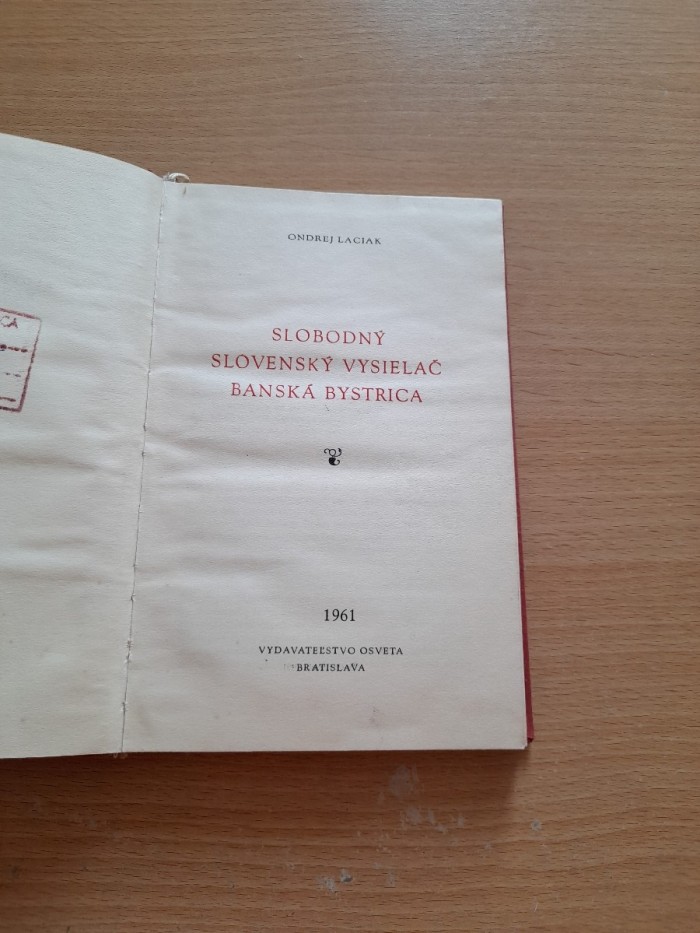 ONDREJ LACIAK
SLOBODNÝ
SLOVENSKÝ VYSIELAČ
BANSKÁ BYSTRICA
1961
VYDAVATEĽSTVO OSVETA
BRATISLAVA